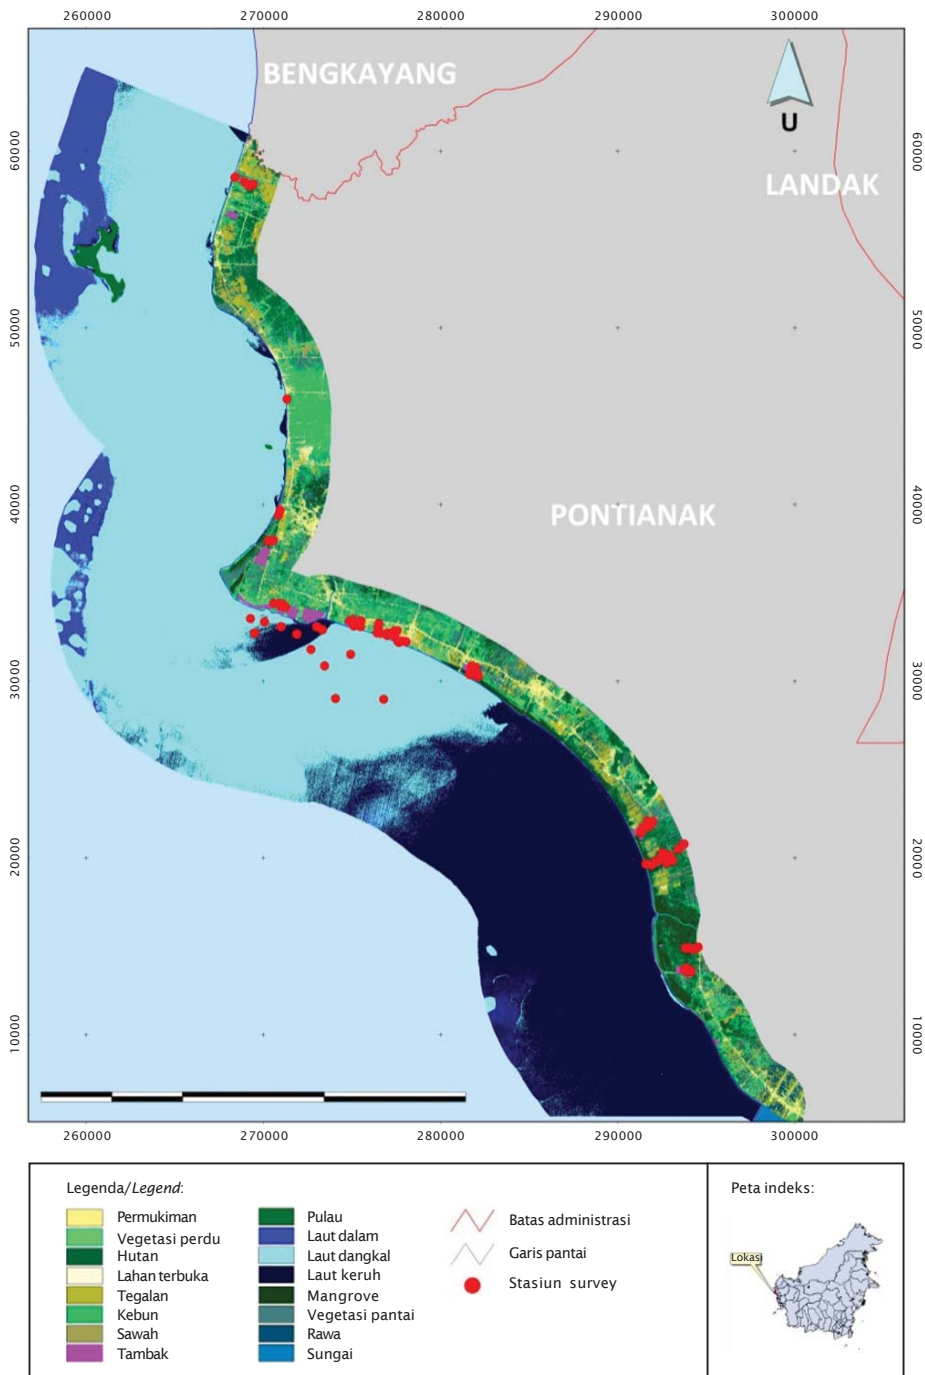 260000 270000 280000 290000 300000
BENGKAYANG
U
LANDAK
PONTIANAK
60000
50000
40000
30000
20000
10000
60000
50000
40000
30000
20000
10000
260000 270000 280000 290000 300000
Legenda/Legend:
Permukiman
Vegetasi perdu
Hutan
Lahan terbuka
Tegalan
Kebun
Sawah
Tambak
Pulau
Laut dalam
Laut dangkal
Laut keruh
Mangrove
Vegetasi pantai
Rawa
Sungai
Batas administrasi
Garis pantai
Stasiun survey
Peta indeks:
Lokasi